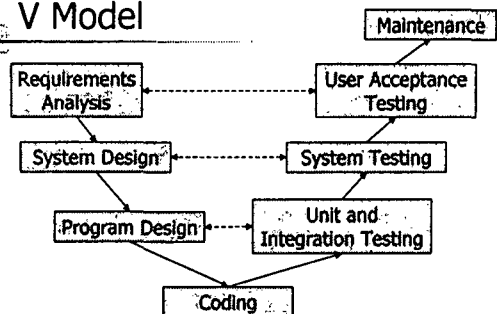 V Model
Maintenance
Requirements
Analysis
User Acceptance
Testing
System Design
System Testing
Program Design
Unit and
Integration Testing
Coding